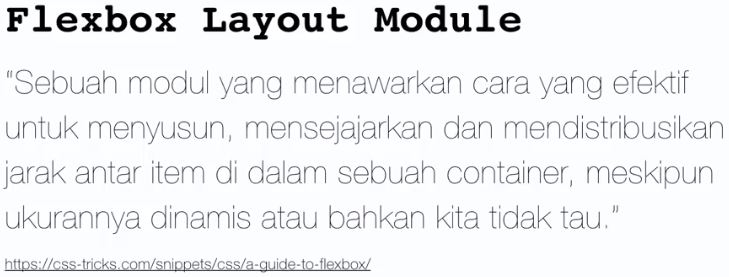 Flexbox Layout Module
"Sebuah modul yang menawarkan cara yang efektif
untuk menyusun, mensejajarkan dan mendistribusikan
jarak antar item di dalam sebuah container, meskipun
ukurannya dinamis atau bahkan kita tidak tau."
https://css-tricks.com/snippets/css/a-guide-to-flexbox/